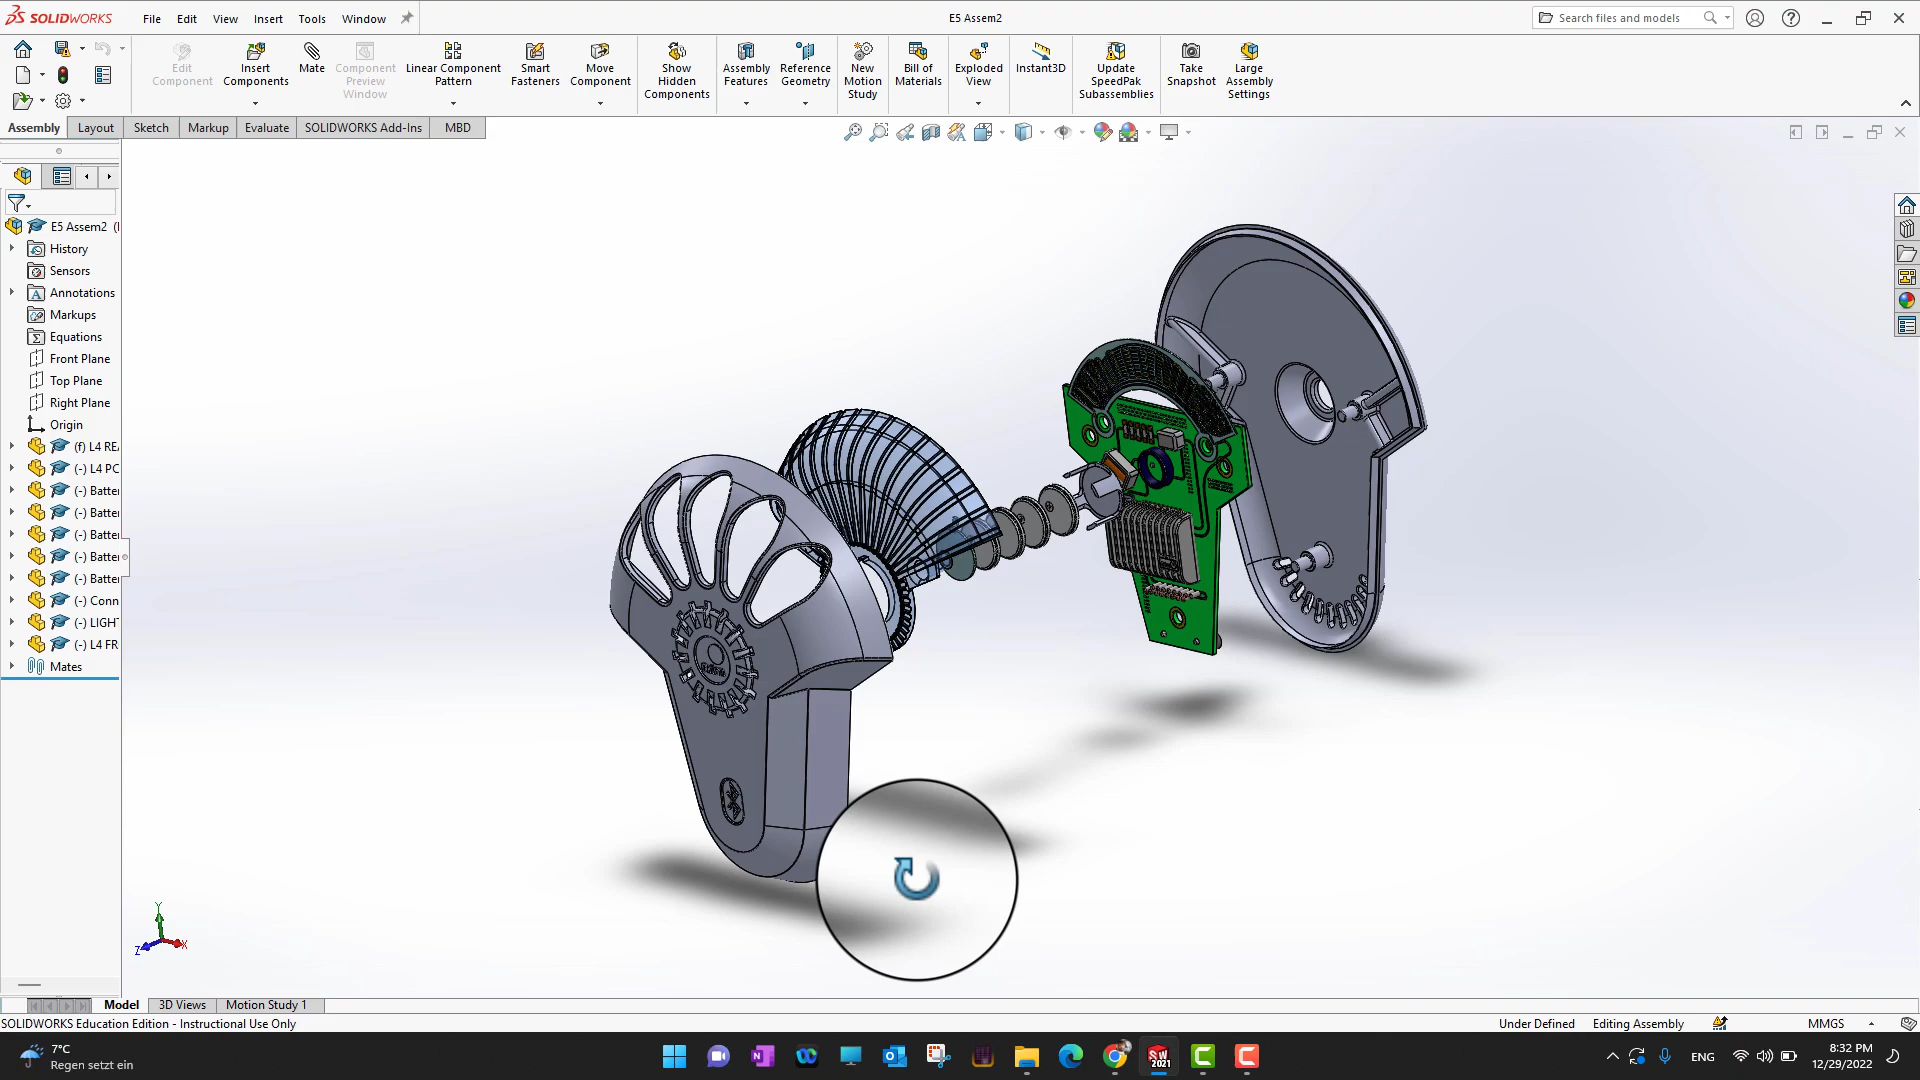 SOLIDWORKS
File Edit View Insert Tools Window
E5 Assem2
Search files and models
Edit Component
Insert Components
Mate
Component Preview Window
Linear Component Pattern
Smart Fasteners
Move Component
Show Hidden Components
Assembly Features
Reference Geometry
New Motion Study
Bill of Materials
Exploded View
Instant3D
Update SpeedPak Subassemblies
Take Snapshot
Large Assembly Settings
Assembly Layout Sketch Markup Evaluate SOLIDWORKS Add-Ins MBD
E5 Assem2 (
History
Sensors
Annotations
Markups
Equations
Front Plane
Top Plane
Right Plane
Origin
(f) L4 RE
(-) L4 PC
(-) Batte
(-) Batte
(-) Batte
(-) Batte
(-) Batte
(-) Conn
(-) LIGHT
(-) L4 FR
Mates
Y
Z X
Model 3D Views Motion Study 1
SOLIDWORKS Education Edition - Instructional Use Only
Under Defined Editing Assembly MMGS
7°C
Regen setzt ein
SW
2021
ENG
8:32 PM
12/29/2022